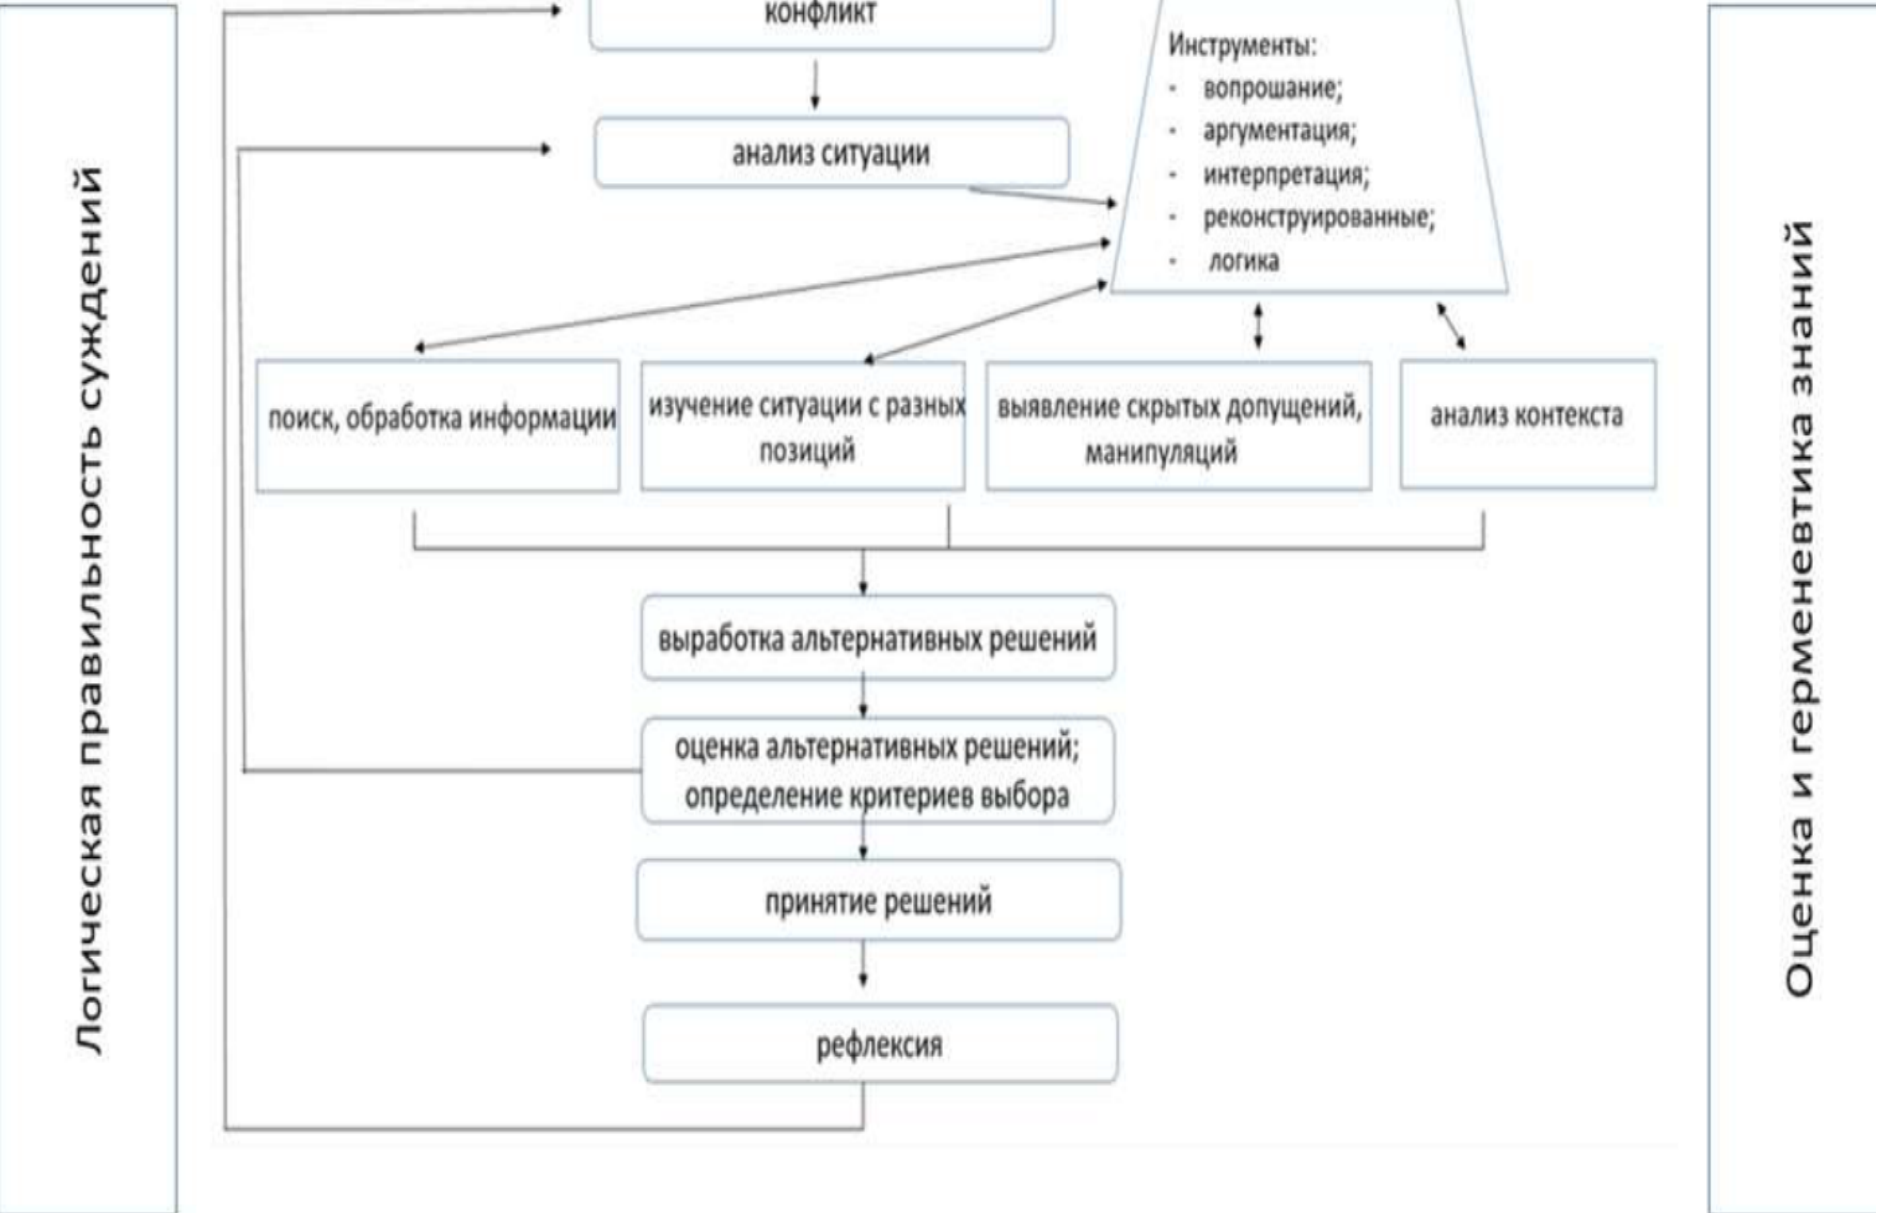 конфликт
Инструменты:
- вопрошание;
- аргументация;
- интерпретация;
- реконструированные;
- логика
анализ ситуации
поиск, обработка информации
изучение ситуации с разных
позиций
выявление скрытых допущений,
манипуляций
анализ контекста
выработка альтернативных решений
оценка альтернативных решений;
определение критериев выбора
принятие решений
рефлексия
Логическая правильность суждений
Оценка и герменевтика знаний